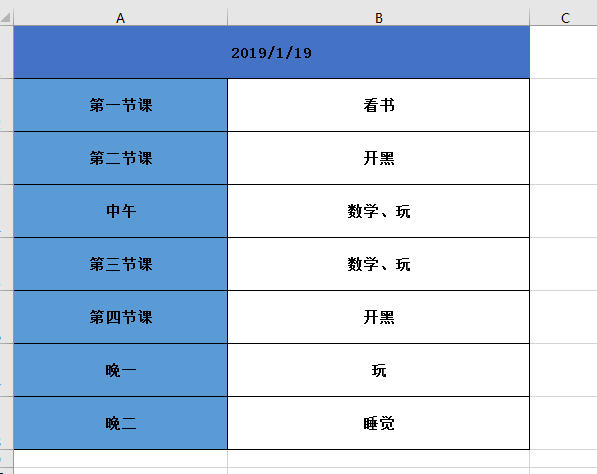 A B C
2019/1/19
第一节课 看书
第二节课 开黑
中午 数学、玩
第三节课 数学、玩
第四节课 开黑
晚一 玩
晚二 睡觉